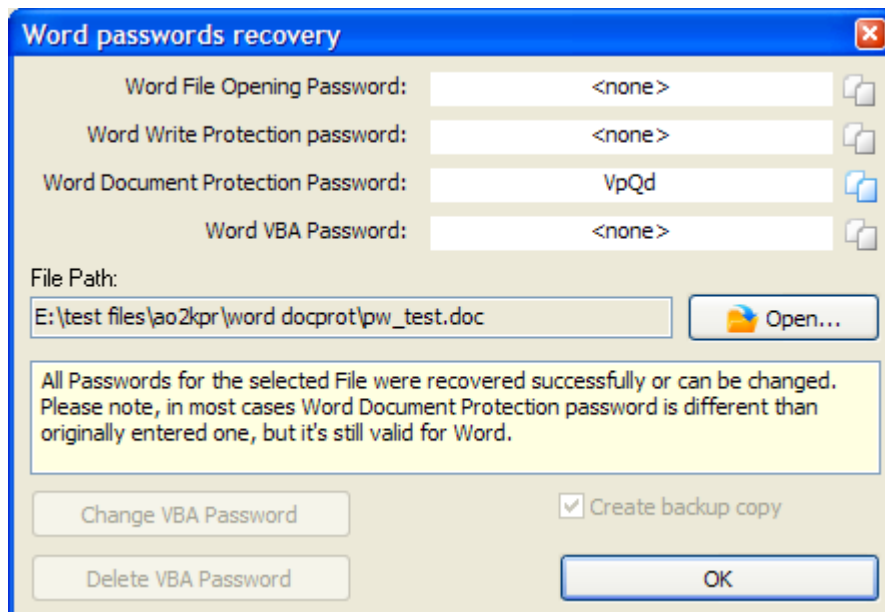 Word passwords recovery
Word File Opening Password: <none>
Word Write Protection password: <none>
Word Document Protection Password: VpQd
Word VBA Password: <none>
File Path:
E:\test files\ao2kpr\word docprot\pw_test.doc Open...
All Passwords for the selected File were recovered successfully or can be changed.
Please note, in most cases Word Document Protection password is different than
originally entered one, but it's still valid for Word.
Change VBA Password Create backup copy
Delete VBA Password OK